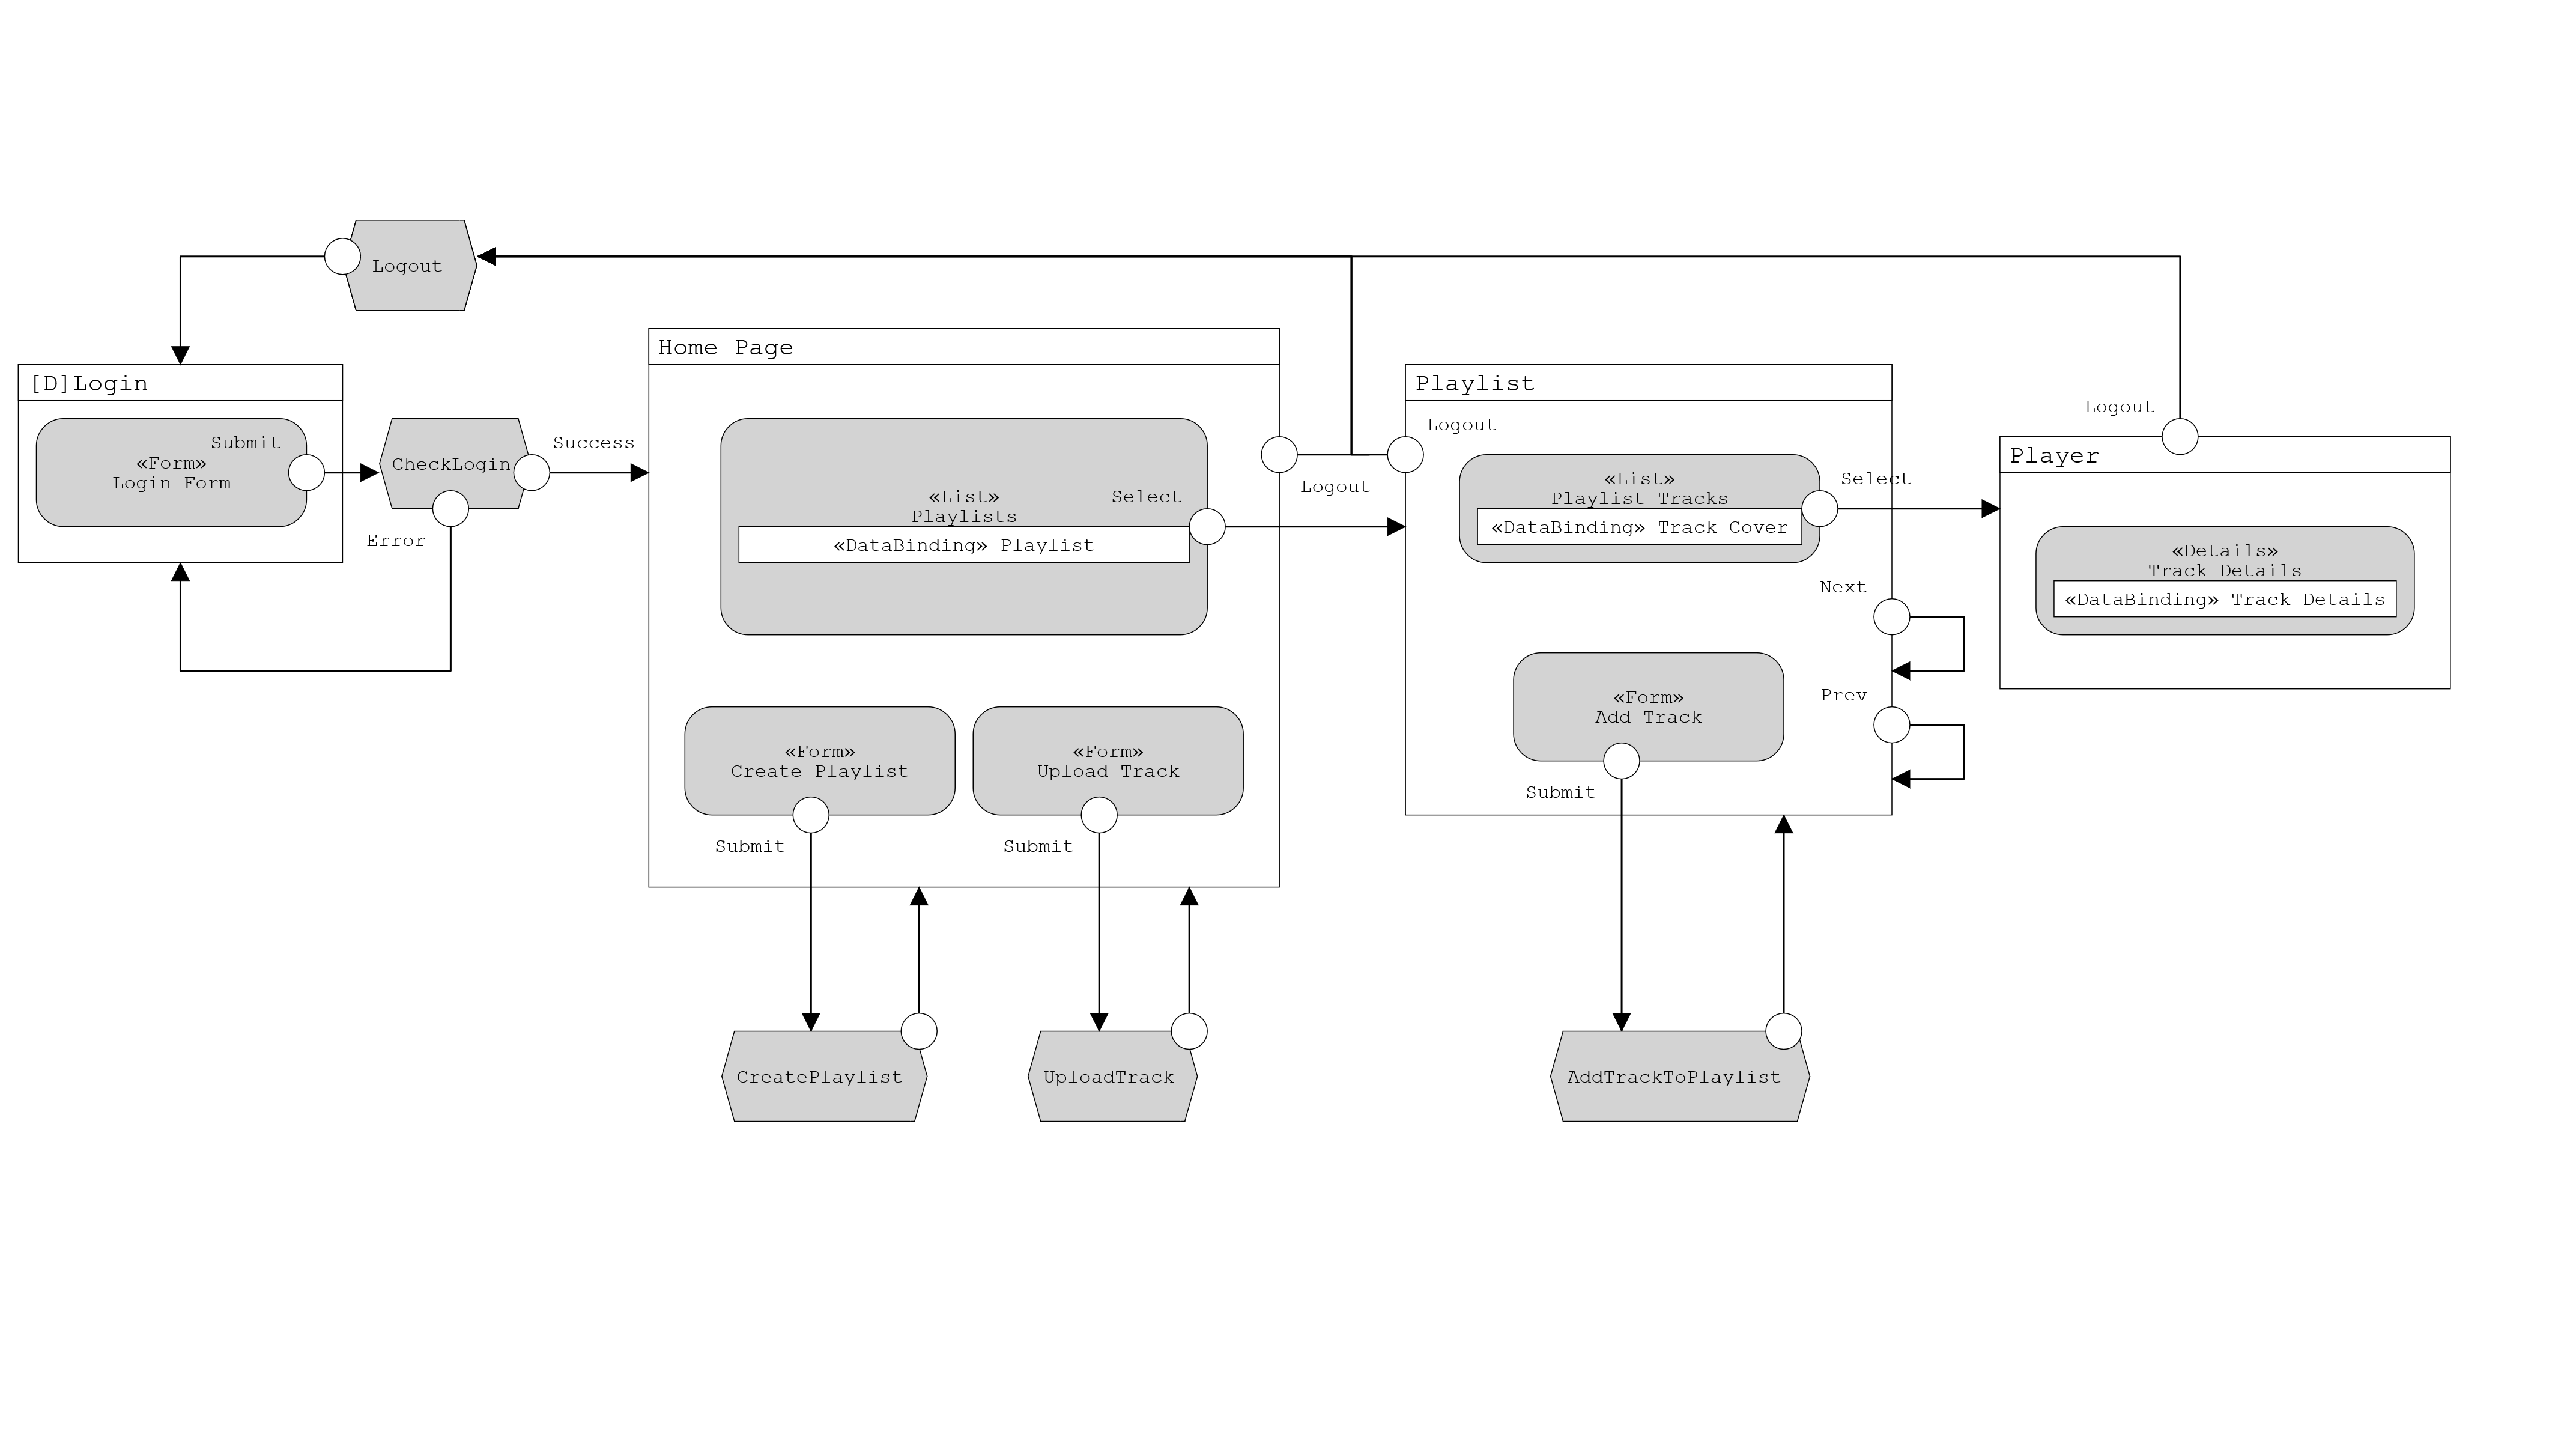 Logout
[D]Login
Submit
«Form»
Login Form
CheckLogin
Success
Error
Home Page
«List»
Playlists
Select
«DataBinding» Playlist
«Form»
Create Playlist
Submit
«Form»
Upload Track
Submit
CreatePlaylist
UploadTrack
Logout
Playlist
Logout
«List»
Playlist Tracks
«DataBinding» Track Cover
Select
Next
Prev
«Form»
Add Track
Submit
AddTrackToPlaylist
Logout
Player
«Details»
Track Details
«DataBinding» Track Details